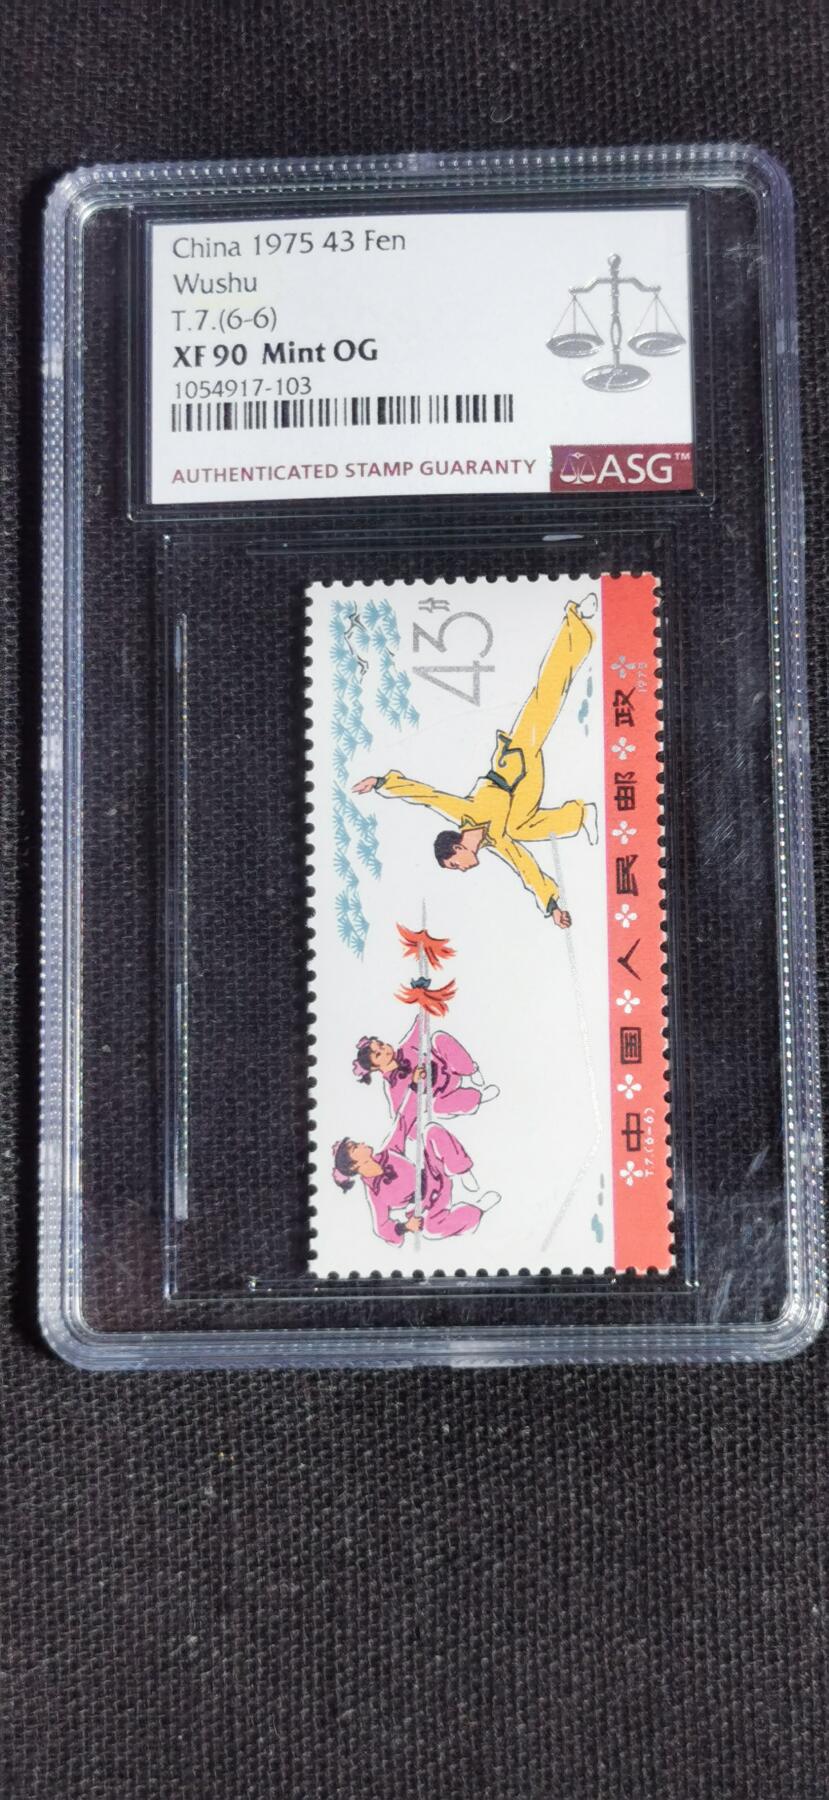 China 1975 43 Fen
Wushu
T.7.(6-6)
XF 90 Mint OG
1054917-103
AUTHENTICATED STAMP GUARANTY
ASG™
43分
中国人民邮政
1975
T.7.(6-6)